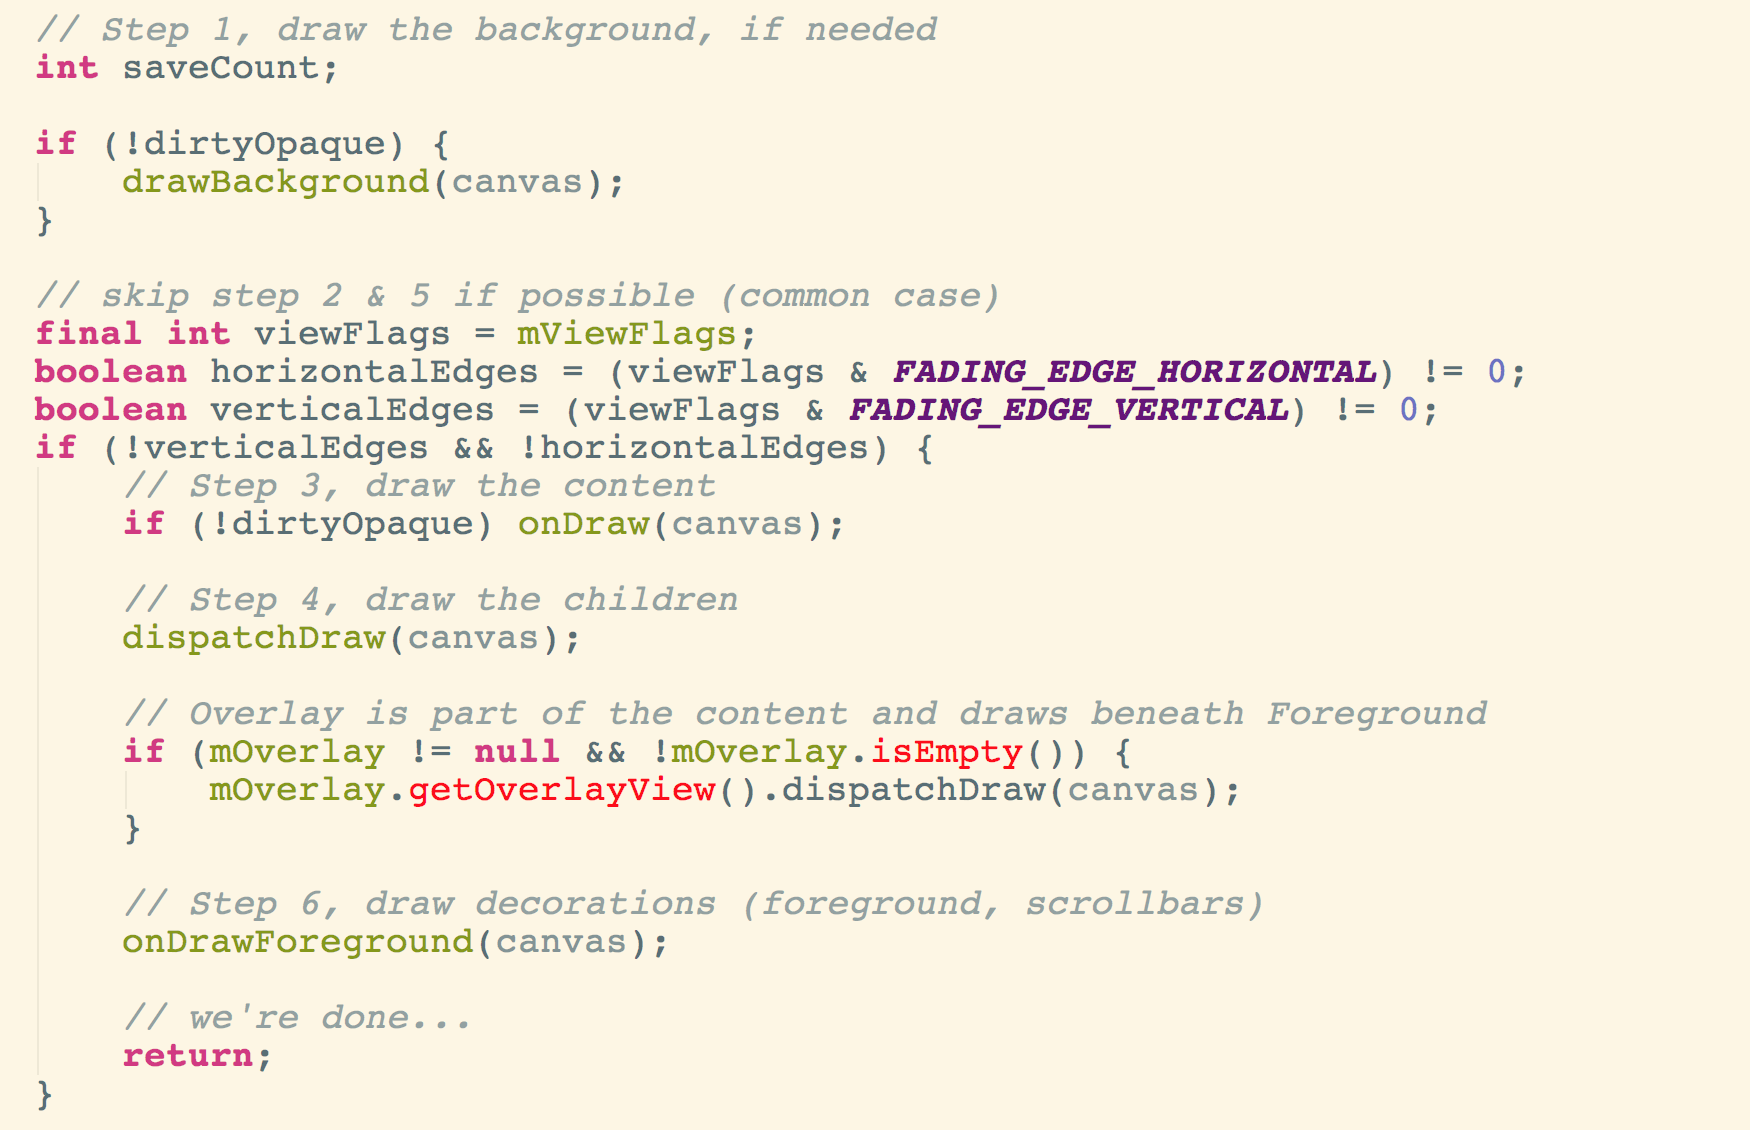 // Step 1, draw the background, if needed
int saveCount;

if (!dirtyOpaque) {
    drawBackground(canvas);
}

// skip step 2 & 5 if possible (common case)
final int viewFlags = mViewFlags;
boolean horizontalEdges = (viewFlags & FADING_EDGE_HORIZONTAL) != 0;
boolean verticalEdges = (viewFlags & FADING_EDGE_VERTICAL) != 0;
if (!verticalEdges && !horizontalEdges) {
    // Step 3, draw the content
    if (!dirtyOpaque) onDraw(canvas);

    // Step 4, draw the children
    dispatchDraw(canvas);

    // Overlay is part of the content and draws beneath Foreground
    if (mOverlay != null && !mOverlay.isEmpty()) {
        mOverlay.getOverlayView().dispatchDraw(canvas);
    }

    // Step 6, draw decorations (foreground, scrollbars)
    onDrawForeground(canvas);

    // we're done...
    return;
}